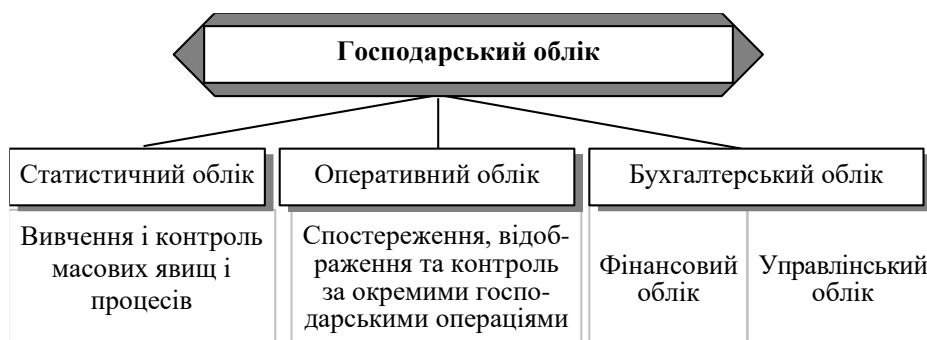 Господарський облік
Статистичний облік
Оперативний облік
Бухгалтерський облік
Вивчення і контроль
масових явищ і
процесів
Спостереження, відоб-
раження та контроль
за окремими госпо-
дарськими операціями
Фінансовий
облік
Управлінський
облік